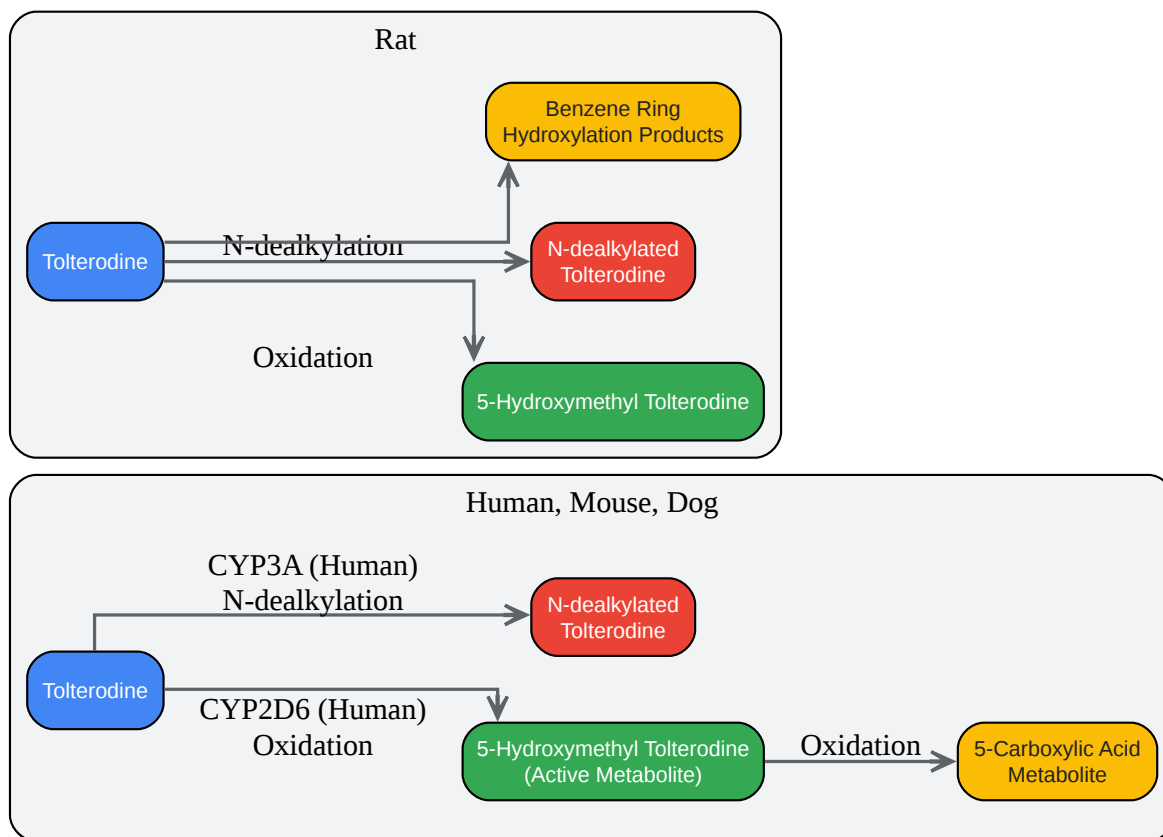 Rat
Benzene Ring
Hydroxylation Products
Tolterodine
N-dealkylation
N-dealkylated
Tolterodine
Oxidation
5-Hydroxymethyl Tolterodine
Human, Mouse, Dog
CYP3A (Human)
N-dealkylation
N-dealkylated
Tolterodine
Tolterodine
CYP2D6 (Human)
Oxidation
5-Hydroxymethyl Tolterodine
(Active Metabolite)
Oxidation
5-Carboxylic Acid
Metabolite